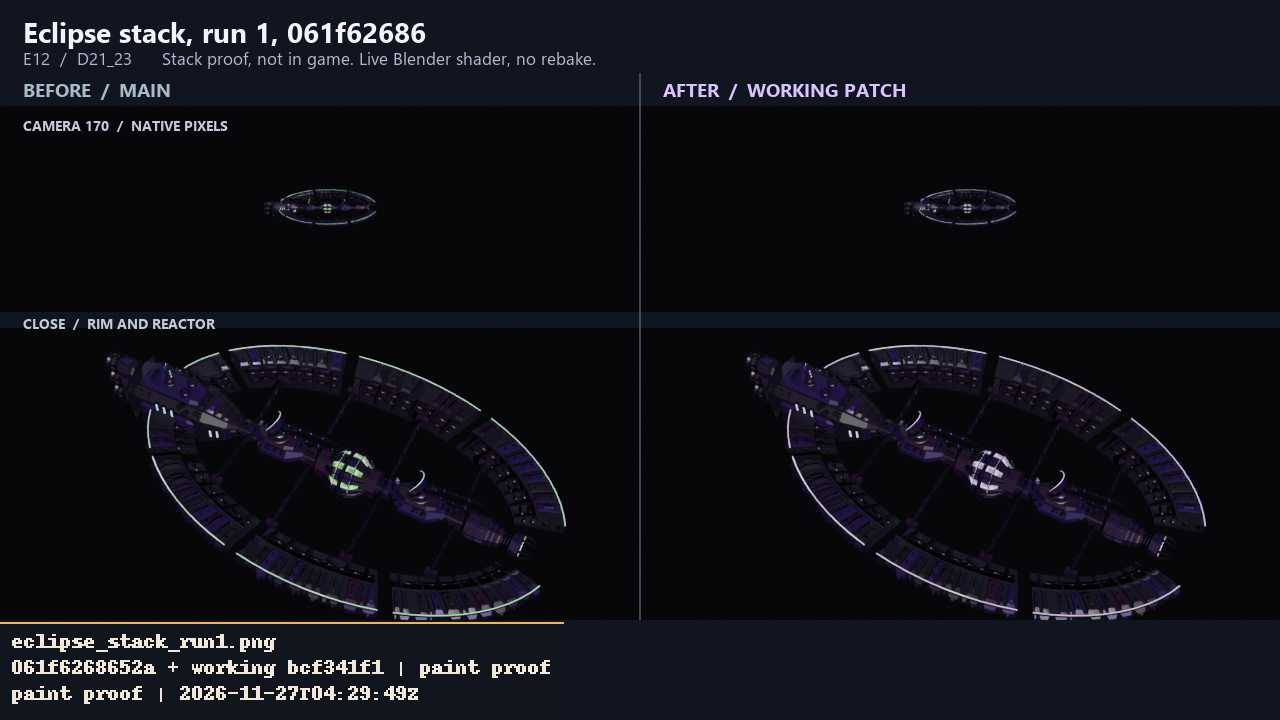 Eclipse stack, run 1, 061f62686
E12 / D21_23 Stack proof, not in game. Live Blender shader, no rebake.
BEFORE / MAIN
AFTER / WORKING PATCH
CAMERA 170 / NATIVE PIXELS
CLOSE / RIM AND REACTOR
eclipse_stack_run1.png
061f6268652a + working bcf341f1 | paint proof
paint proof | 2026-11-27T04:29:49Z